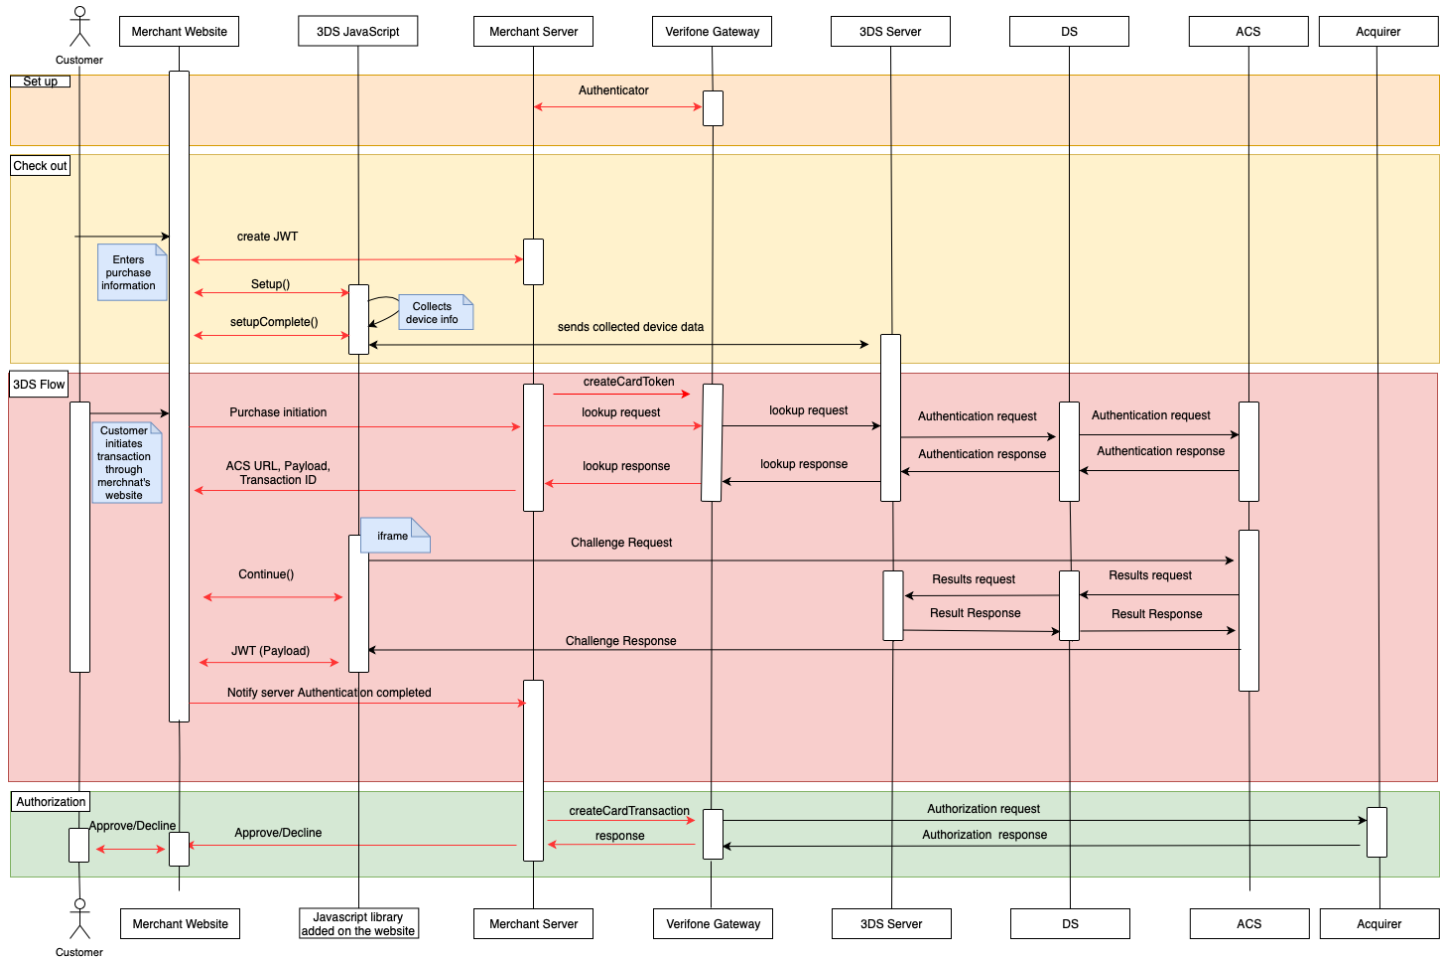 Customer
Merchant Website
3DS JavaScript
Merchant Server
Verifone Gateway
3DS Server
DS
ACS
Acquirer
Set up
Authenticator
Check out
create JWT
Enters
purchase
information
Setup()
Collects
device info
setupComplete()
sends collected device data
3DS Flow
createCardToken
Purchase initiation
lookup request
lookup request
Authentication request
Authentication request
Customer
initiates
transaction
through
merchnat's
website
ACS URL, Payload,
Transaction ID
lookup response
lookup response
Authentication response
Authentication response
iframe
Challenge Request
Continue()
Results request
Results request
Result Response
Result Response
Challenge Response
JWT (Payload)
Notify server Authentication completed
Authorization
createCardTransaction
Authorization request
Approve/Decline
Approve/Decline
response
Authorization response
Customer
Merchant Website
Javascript library
added on the website
Merchant Server
Verifone Gateway
3DS Server
DS
ACS
Acquirer